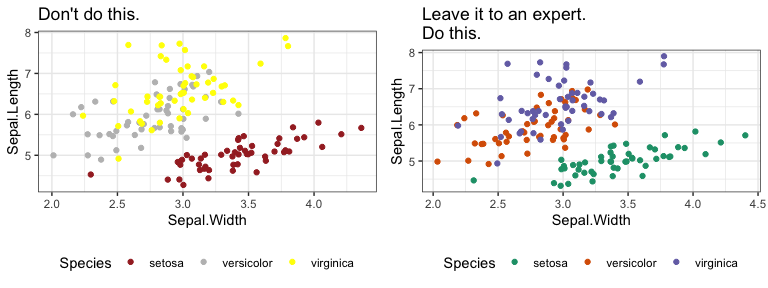 Don't do this.
8
7
6
5
Sepal.Length
2.0 2.5 3.0 3.5 4.0
Sepal.Width
Species setosa versicolor virginica
Leave it to an expert.
Do this.
8
7
6
5
Sepal.Length
2.0 2.5 3.0 3.5 4.0 4.5
Sepal.Width
Species setosa versicolor virginica